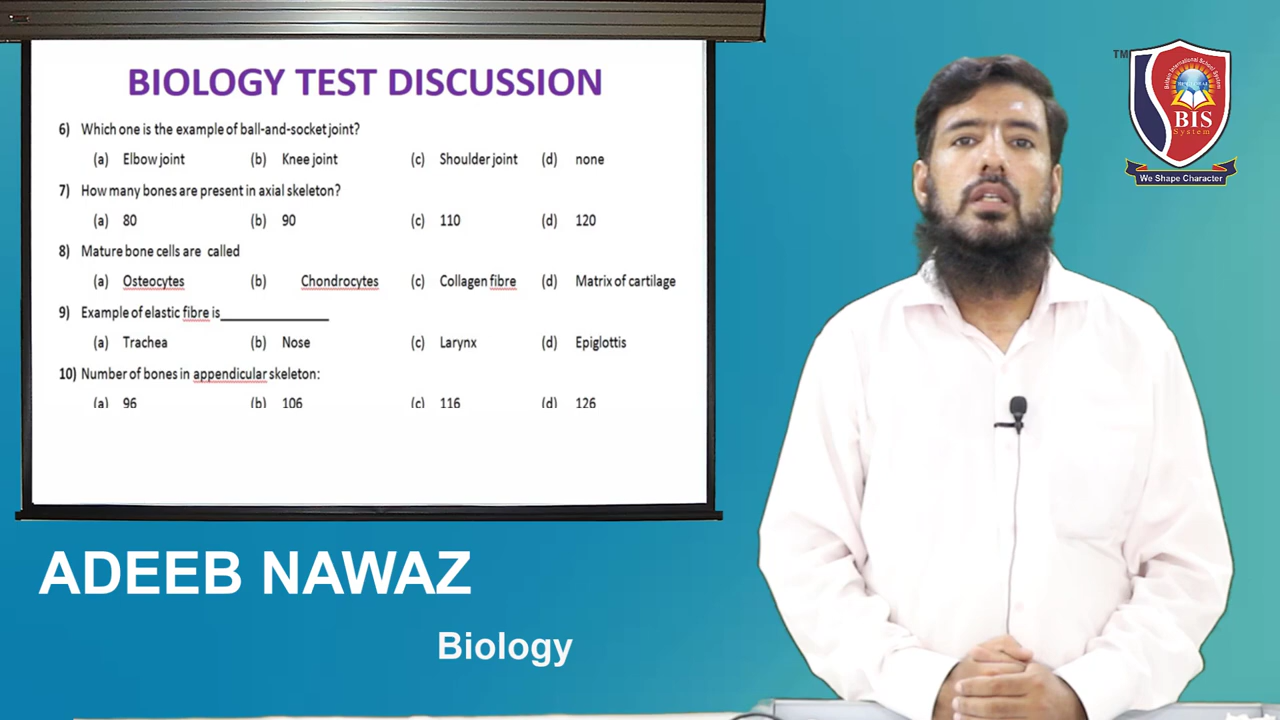 BIOLOGY TEST DISCUSSION
6) Which one is the example of ball-and-socket joint?
(a) Elbow joint (b) Knee joint (c) Shoulder joint (d) none
7) How many bones are present in axial skeleton?
(a) 80 (b) 90 (c) 110 (d) 120
8) Mature bone cells are called
(a) Osteocytes (b) Chondrocytes (c) Collagen fibre (d) Matrix of cartilage
9) Example of elastic fibre is____________
(a) Trachea (b) Nose (c) Larynx (d) Epiglottis
10) Number of bones in appendicular skeleton:
(a) 96 (b) 106 (c) 116 (d) 126
ADEEB NAWAZ
Biology
TM
BIS
System
We Shape Character